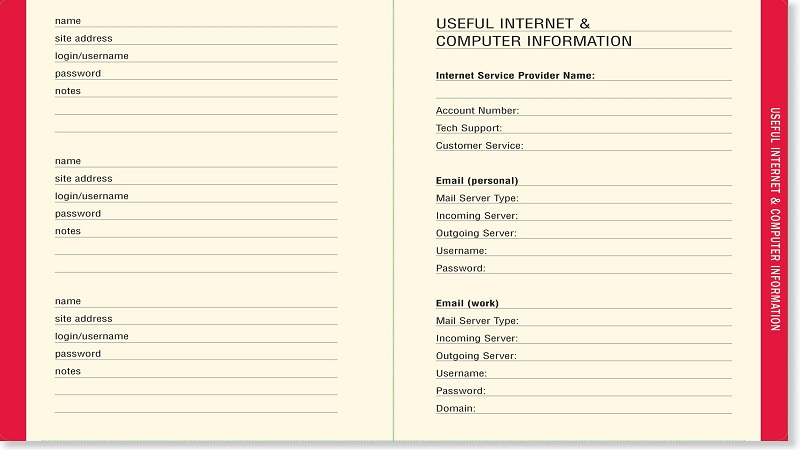 name
site address
login/username
password
notes
name
site address
login/username
password
notes
name
site address
login/username
password
notes
USEFUL INTERNET &
COMPUTER INFORMATION
Internet Service Provider Name:
Account Number:
Tech Support:
Customer Service:
Email (personal)
Mail Server Type:
Incoming Server:
Outgoing Server:
Username:
Password:
Email (work)
Mail Server Type:
Incoming Server:
Outgoing Server:
Username:
Password:
Domain:
USEFUL INTERNET & COMPUTER INFORMATION